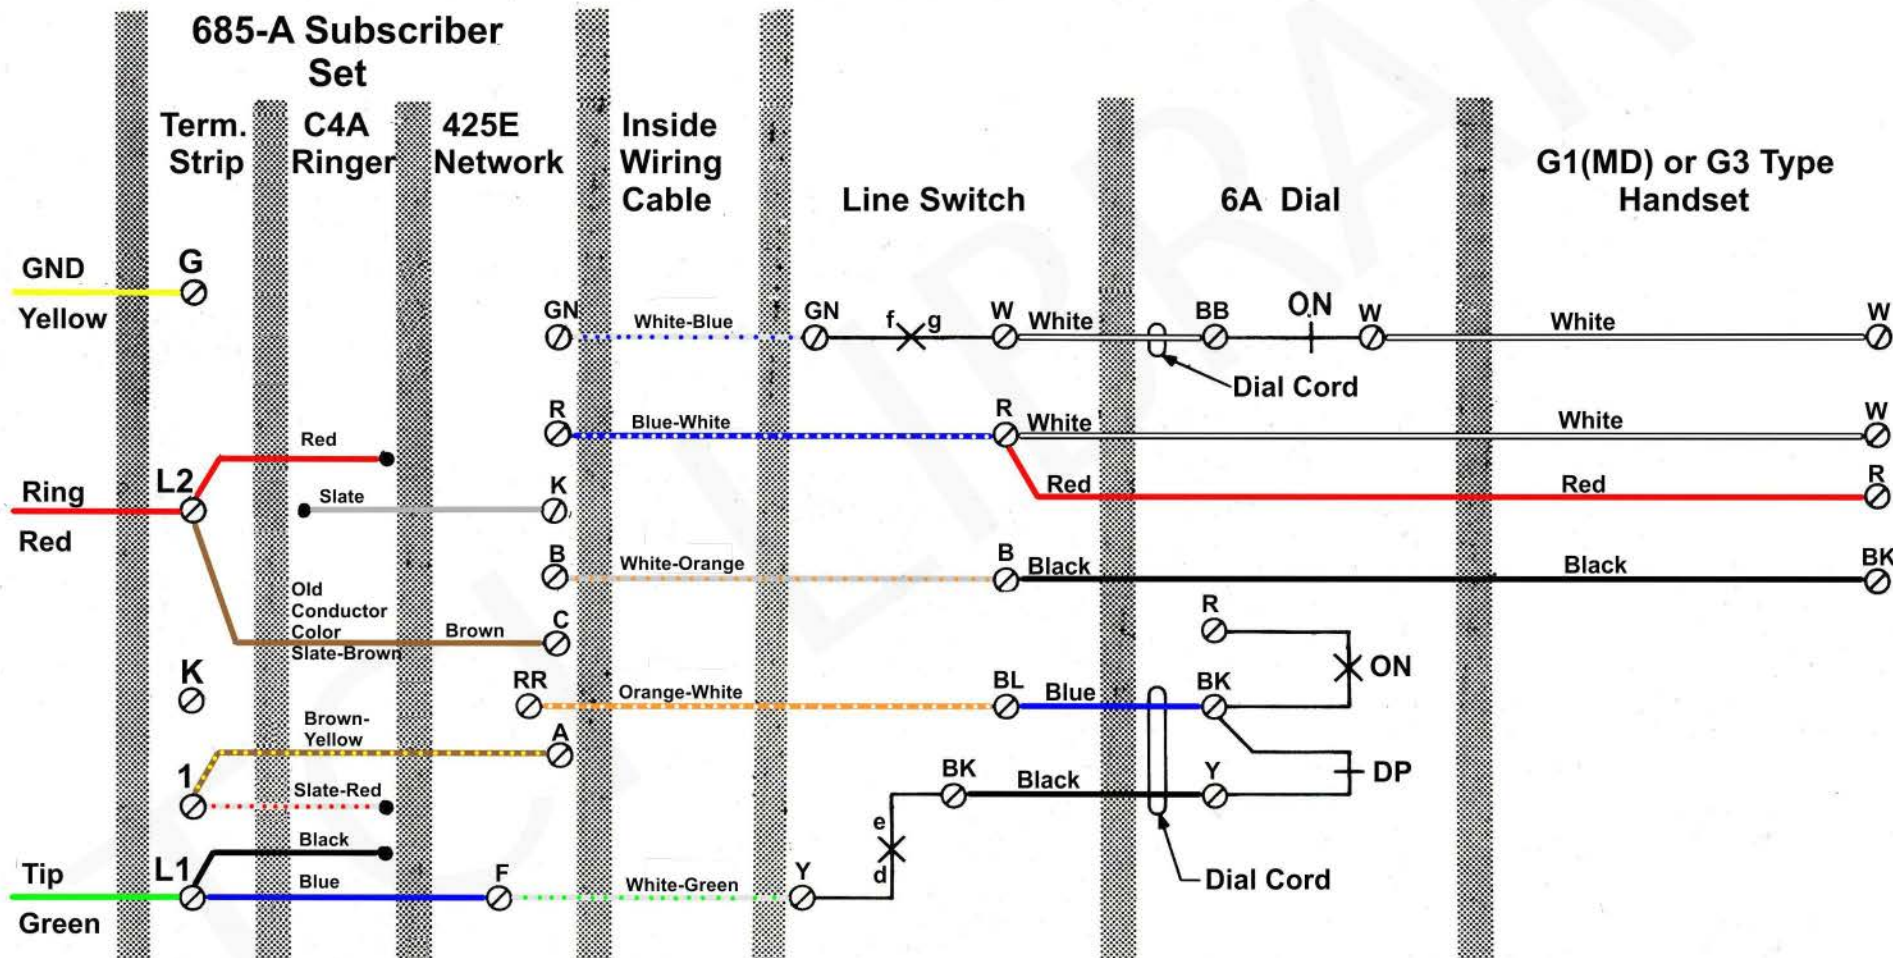 685-A Subscriber
Set
Term.
Strip
C4A
Ringer
425E
Network
Inside
Wiring
Cable
Line Switch
6A Dial
G1(MD) or G3 Type
Handset
GND
Yellow
G
GN
White-Blue
GN
f
g
W
White
BB
ON
W
White
W
Dial Cord
Ring
Red
L2
Red
R
Blue-White
R
White
White
W
Slate
K
Red
Red
R
B
White-Orange
B
Black
Black
BK
Old
Conductor
Color
Slate-Brown
Brown
C
R
ON
K
RR
Orange-White
BL
Blue
BK
Brown-
Yellow
A
1
Slate-Red
BK
Black
Y
DP
Tip
Green
L1
Black
Blue
F
White-Green
Y
e
d
Dial Cord
LIBRAR